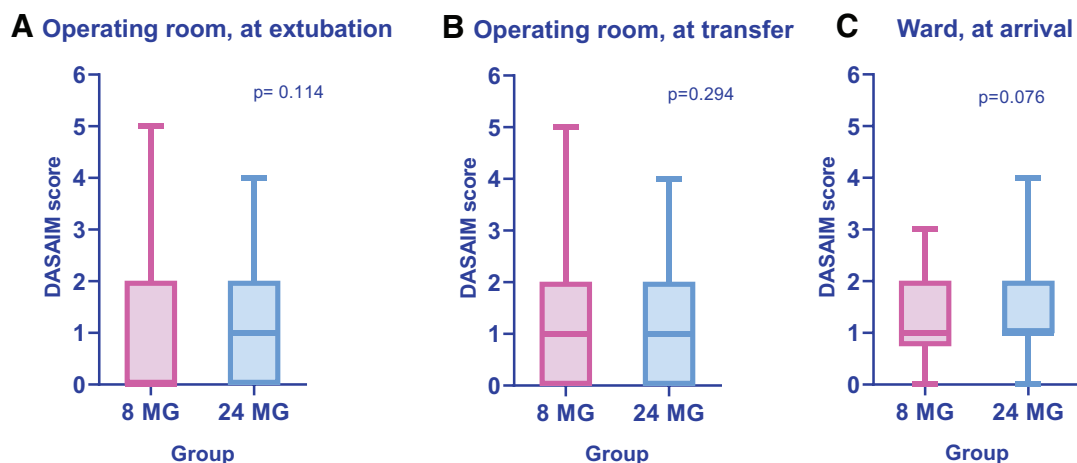 A Operating room, at extubation
p= 0.114
DASAIM score
6
5
4
3
2
1
0
8 MG 24 MG
Group
B Operating room, at transfer
p=0.294
DASAIM score
6
5
4
3
2
1
0
8 MG 24 MG
Group
C Ward, at arrival
p=0.076
DASAIM score
6
5
4
3
2
1
0
8 MG 24 MG
Group